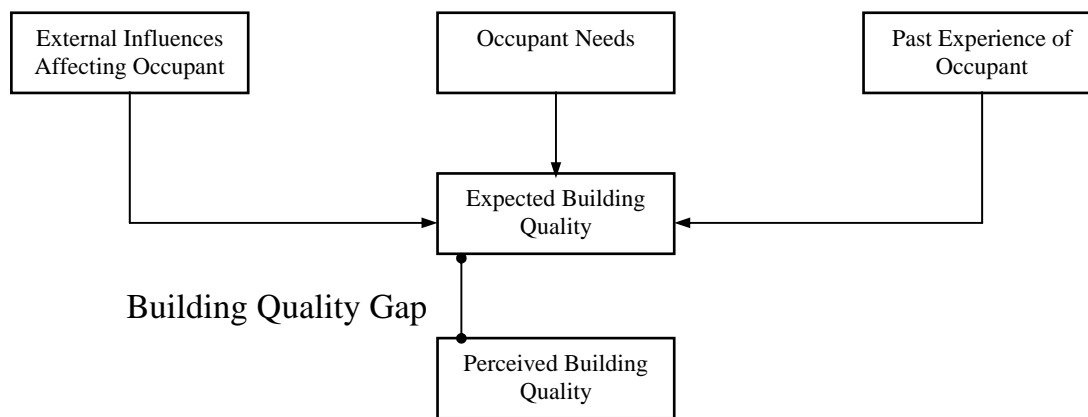 External Influences
Affecting Occupant
Occupant Needs
Past Experience of
Occupant
Expected Building
Quality
Building Quality Gap
Perceived Building
Quality